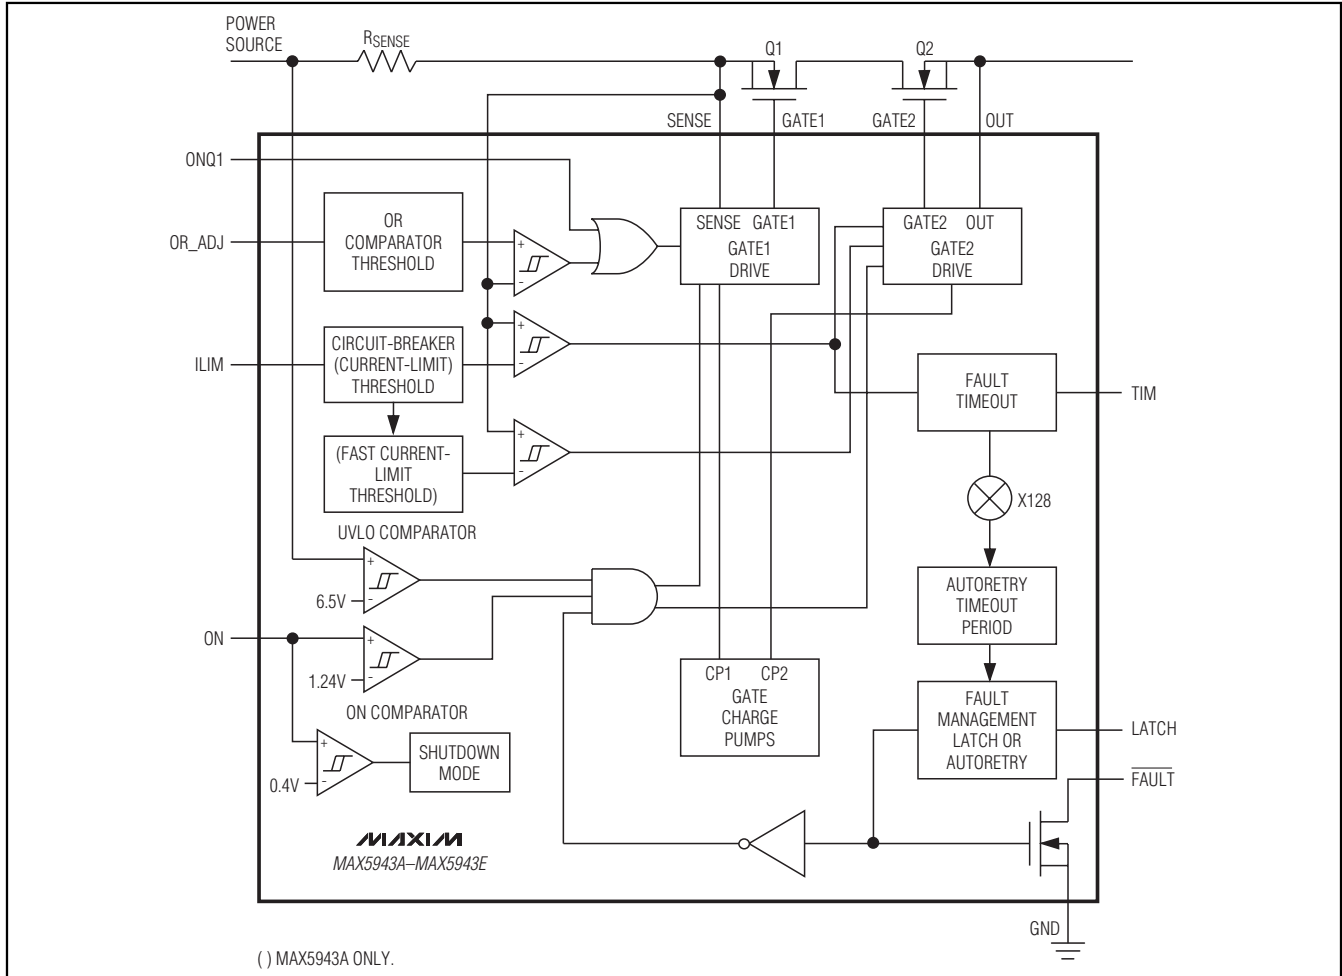 POWER
SOURCE
RSENSE
Q1
Q2
SENSE
GATE1
GATE2
OUT
ONQ1
OR_ADJ
OR
COMPARATOR
THRESHOLD
+
-
SENSE GATE1
GATE1
DRIVE
GATE2 OUT
GATE2
DRIVE
ILIM
CIRCUIT-BREAKER
(CURRENT-LIMIT)
THRESHOLD
+
-
FAULT
TIMEOUT
TIM
(FAST CURRENT-
LIMIT
THRESHOLD)
+
-
X128
UVLO COMPARATOR
+
-
6.5V
AUTORETRY
TIMEOUT
PERIOD
ON
+
-
1.24V
ON COMPARATOR
CP1 CP2
GATE
CHARGE
PUMPS
FAULT
MANAGEMENT
LATCH OR
AUTORETRY
LATCH
+
-
0.4V
SHUTDOWN
MODE
FAULT
MAXIM
MAX5943A–MAX5943E
GND
( ) MAX5943A ONLY.